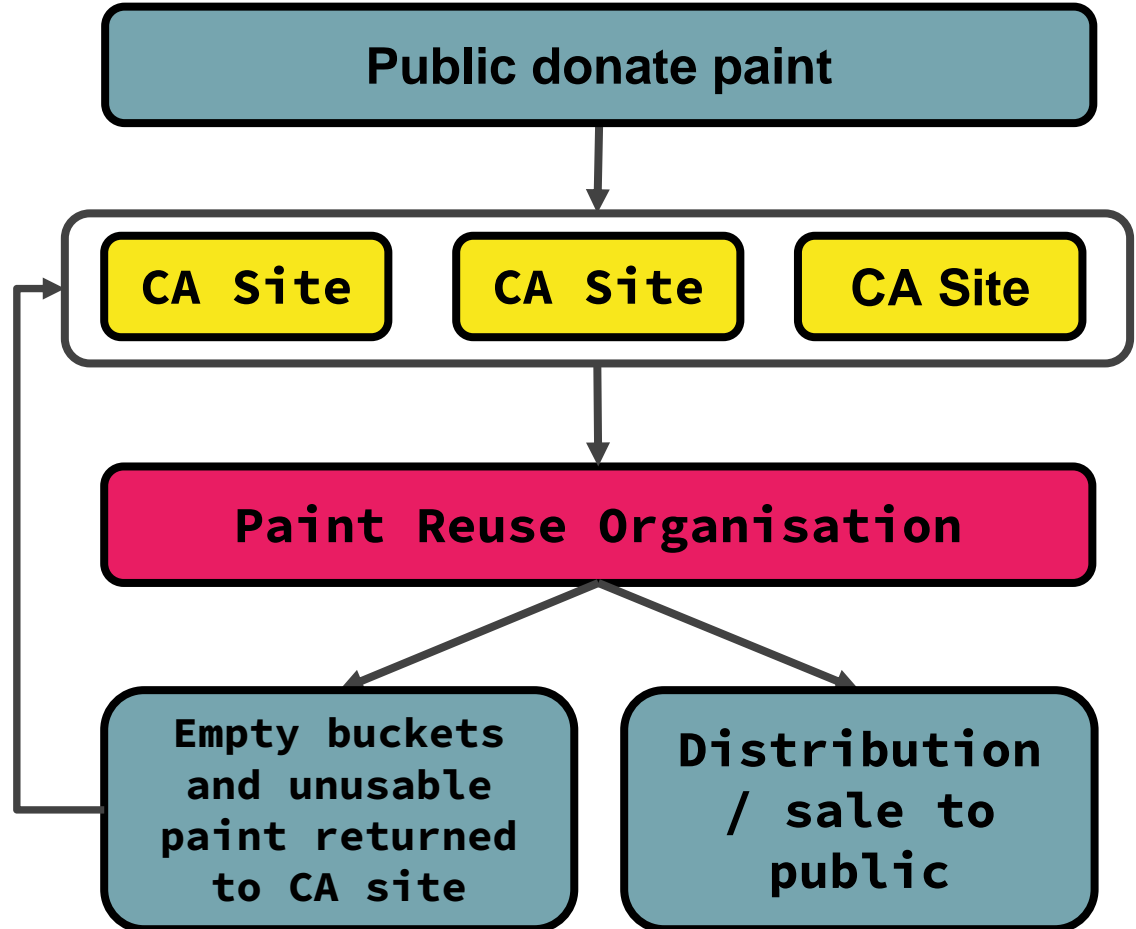 Public donate paint
CA Site
CA Site
CA Site
Paint Reuse Organisation
Empty buckets
and unusable
paint returned
to CA site
Distribution
/ sale to
public